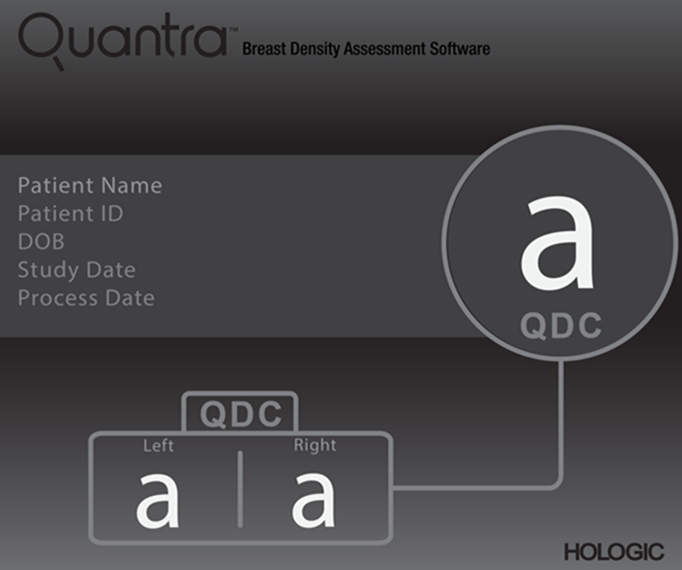 Quantra™ Breast Density Assessment Software
Patient Name
Patient ID
DOB
Study Date
Process Date
a
QDC
QDC
Left Right
a a
HOLOGIC